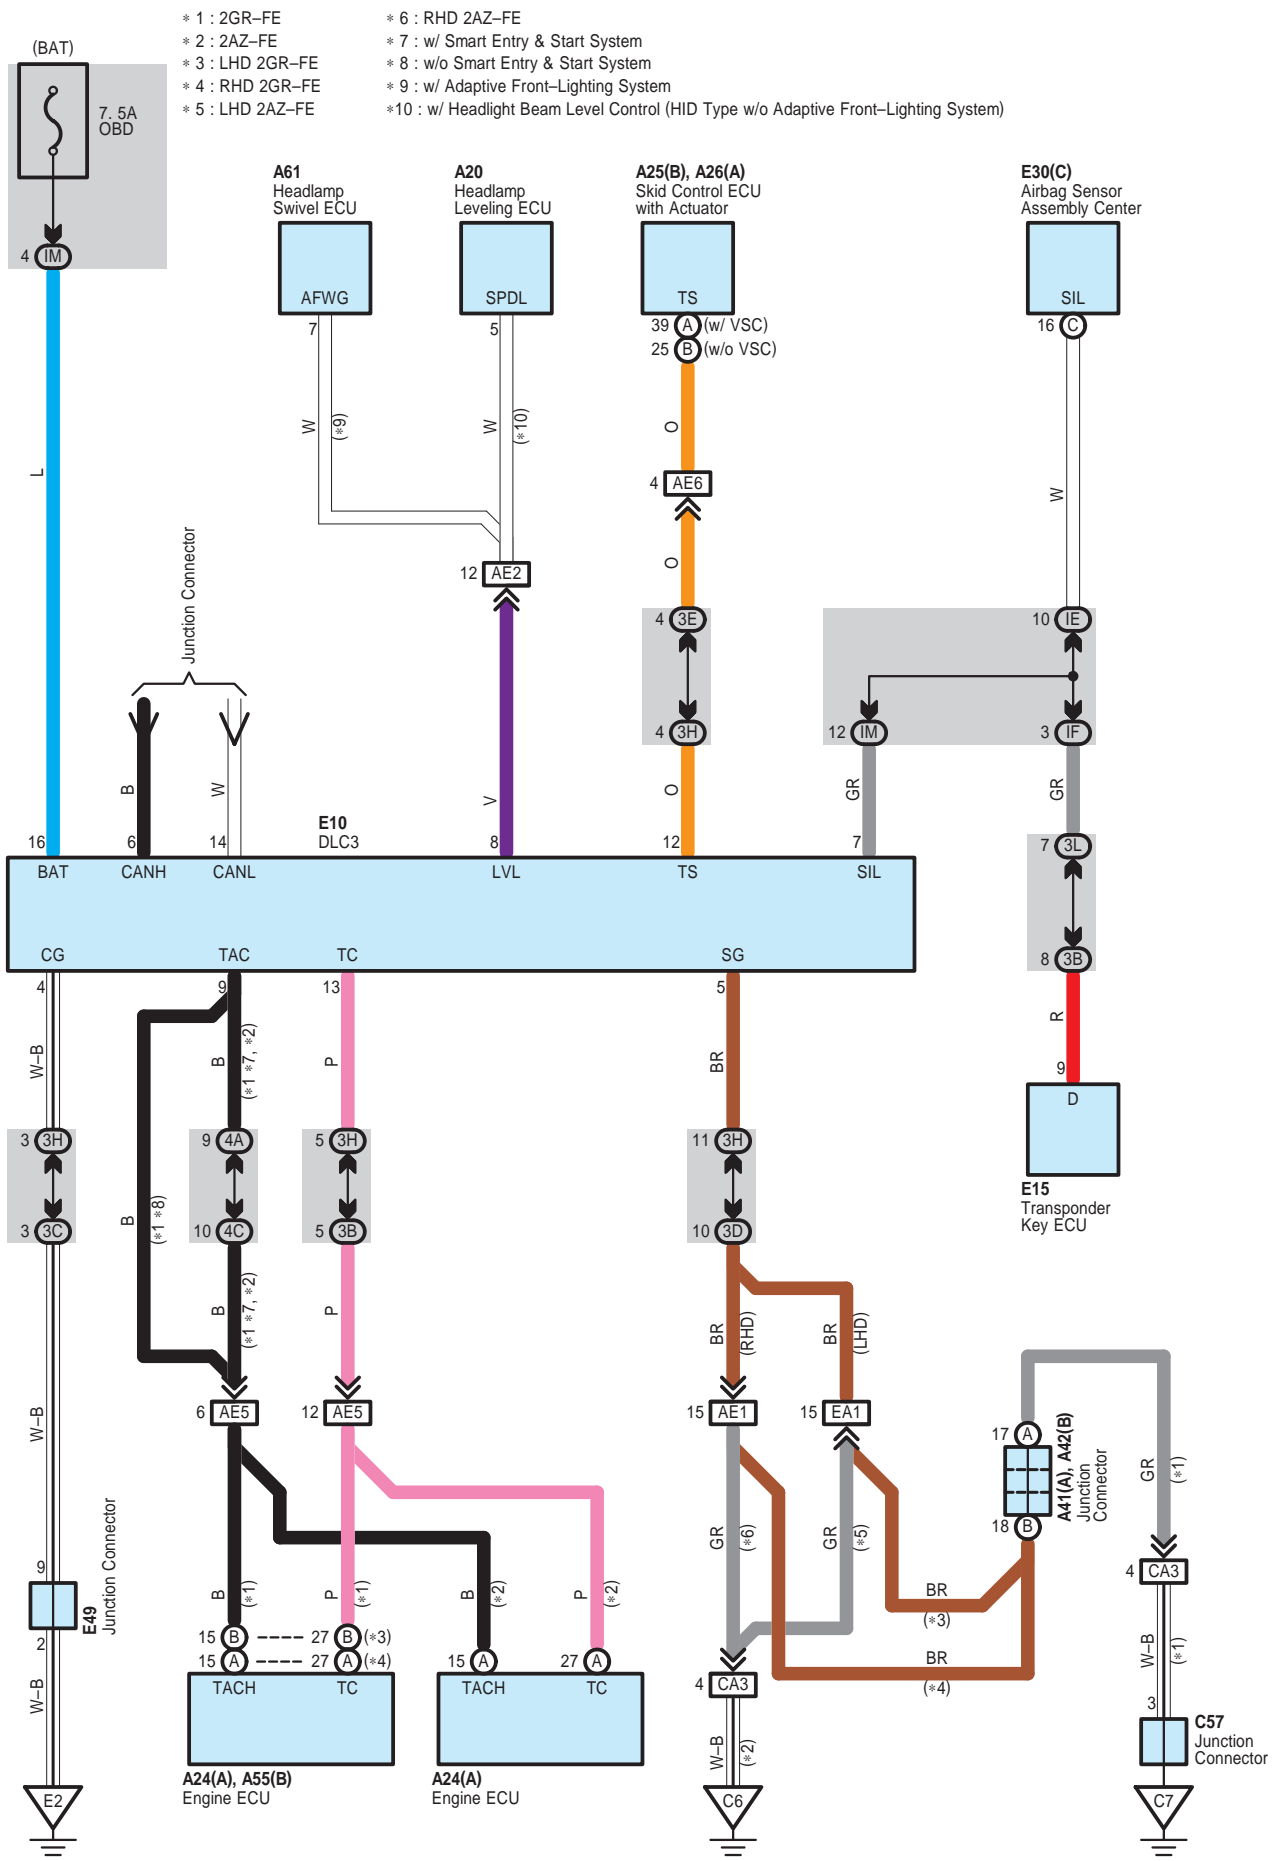 * 1 : 2GR–FE
* 2 : 2AZ–FE
* 3 : LHD 2GR–FE
* 4 : RHD 2GR–FE
* 5 : LHD 2AZ–FE
* 6 : RHD 2AZ–FE
* 7 : w/ Smart Entry & Start System
* 8 : w/o Smart Entry & Start System
* 9 : w/ Adaptive Front–Lighting System
*10 : w/ Headlight Beam Level Control (HID Type w/o Adaptive Front–Lighting System)
(BAT)
7. 5A
OBD
4 IM
L
A61
Headlamp
Swivel ECU
AFWG
7
W
(*9)
A20
Headlamp
Leveling ECU
SPDL
5
W
(*10)
12 AE2
V
A25(B), A26(A)
Skid Control ECU
with Actuator
TS
39 A (w/ VSC)
25 B (w/o VSC)
O
4 AE6
O
4 3E
4 3H
O
E30(C)
Airbag Sensor
Assembly Center
SIL
16 C
W
10 IE
12 IM
3 IF
GR
GR
7 3L
8 3B
R
9
D
E15
Transponder
Key ECU
Junction Connector
B
W
E10
DLC3
16
6
14
8
12
7
BAT
CANH
CANL
LVL
TS
SIL
CG
TAC
TC
SG
4
9
13
5
W–B
B
(*1 *7, *2)
P
BR
3 3H
9 4A
5 3H
11 3H
B
(*1 *8)
3 3C
10 4C
5 3B
10 3D
W–B
B
(*1 *7, *2)
P
BR
(RHD)
BR
(LHD)
6 AE5
12 AE5
15 AE1
15 EA1
17 A
18 B
A41(A), A42(B)
Junction
Connector
GR
(*1)
GR
(*6)
GR
(*5)
9
E49
Junction Connector
2
W–B
E2
B
(*1)
P
(*1)
B
(*2)
P
(*2)
15 B
27 B (*3)
15 A
27 A (*4)
15 A
27 A
TACH
TC
TACH
TC
A24(A), A55(B)
Engine ECU
A24(A)
Engine ECU
BR
(*3)
BR
(*4)
4 CA3
W–B
(*2)
C6
4 CA3
W–B
(*1)
3
C57
Junction
Connector
C7